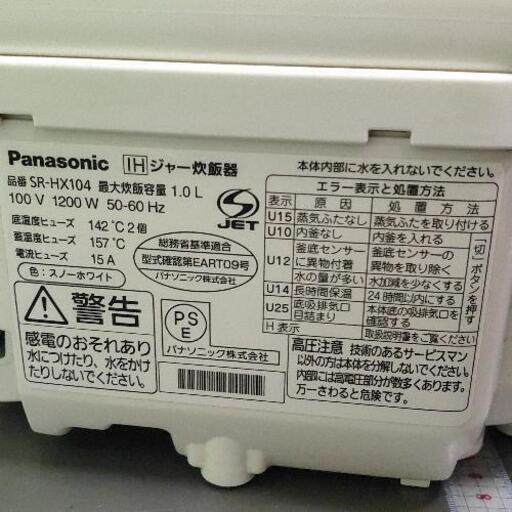 Panasonic IH ジャー炊飯器
品番 SR-HX104 最大炊飯容量 1.0 L
100 V 1200 W 50-60 Hz
底温度ヒューズ 142℃2個
蓋温度ヒューズ 157℃
電流ヒューズ 15A
色:スノーホワイト
総務省基準適合
型式確認第EART09号
パナソニック株式会社
S
JET
警告
感電のおそれあり
水につけたり、水をかけ
たりしないでください。
PS
E
パナソニック株式会社
本体内部に水を入れないでください。
エラー表示と処置方法
表示 原因 処置方法
U15 蒸気ふたなし 蒸気ふたを取り付ける
U10 内釜なし 内釜を入れる
U12 釜底センサーに異物付着 釜底センサーの異物を取り除く
水の量が多い 水加減を少なくする
U14 長時間保温 24時間以内にする
U25 底吸排気口目詰まり 本体底の吸排気口を確認する
H 表示 取扱説明書をご覧ください
「切」ボタンを押す
高圧注意 技術のあるサービスマン
以外の方は本体を分解しないでください。
内部には高電圧部分が数多くあります。
万一さわると危険です。